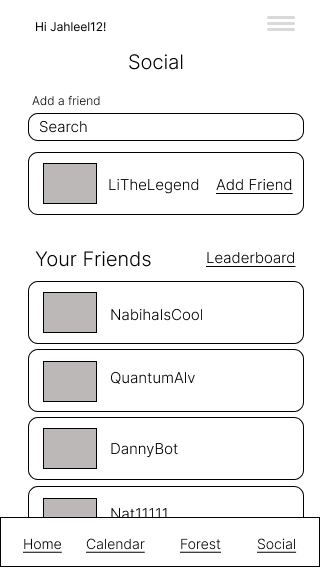 Hi Jahleel12!
Social
Add a friend
Search
LiTheLegend Add Friend
Your Friends Leaderboard
NabihaIsCool
QuantumAlv
DannyBot
Nat11111
Home Calendar Forest Social